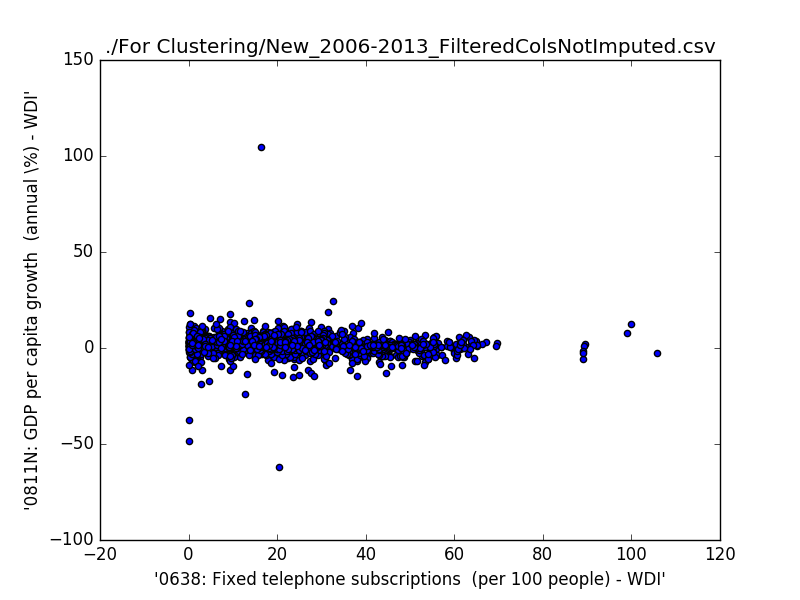 ./For Clustering/New_2006-2013_FilteredColsNotImputed.csv
150
100
50
0
−50
−100
'0811N: GDP per capita growth  (annual \%) - WDI'
−20 0 20 40 60 80 100 120
'0638: Fixed telephone subscriptions  (per 100 people) - WDI'